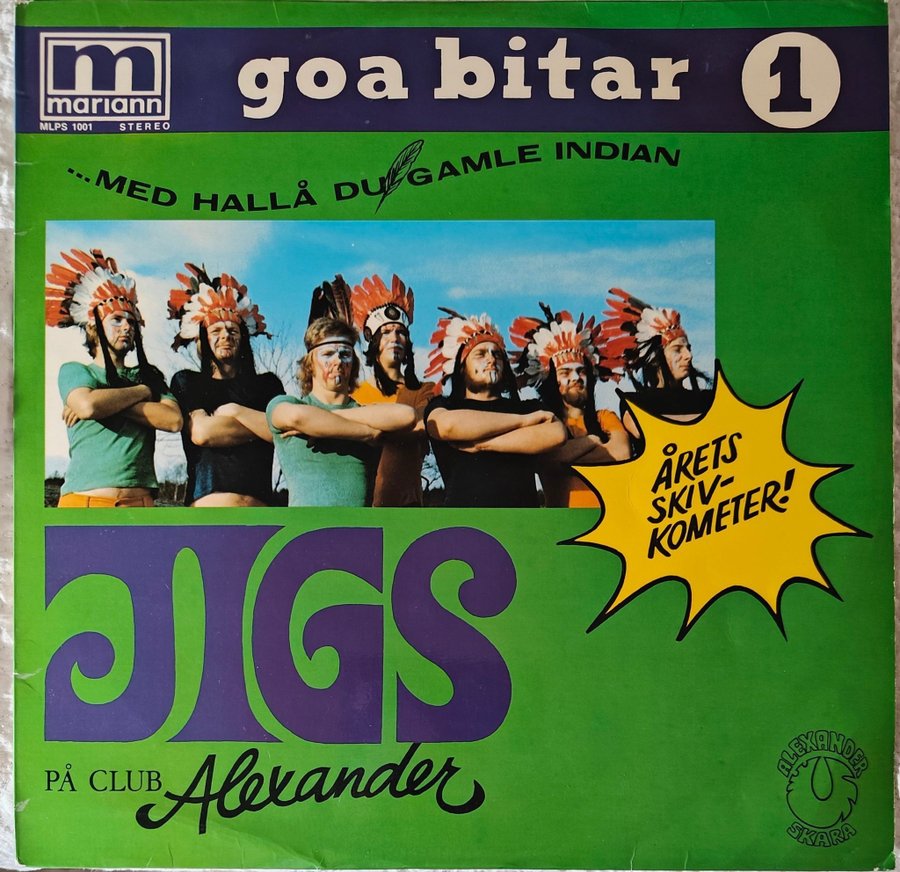 m
mariann
MLPS 1001 STEREO
goa bitar 1
...MED HALLÅ DU GAMLE INDIAN
ÅRETS
SKIV-
KOMETER!
JIGS
PÅ CLUB Alexander
ALEXANDER
SKARA